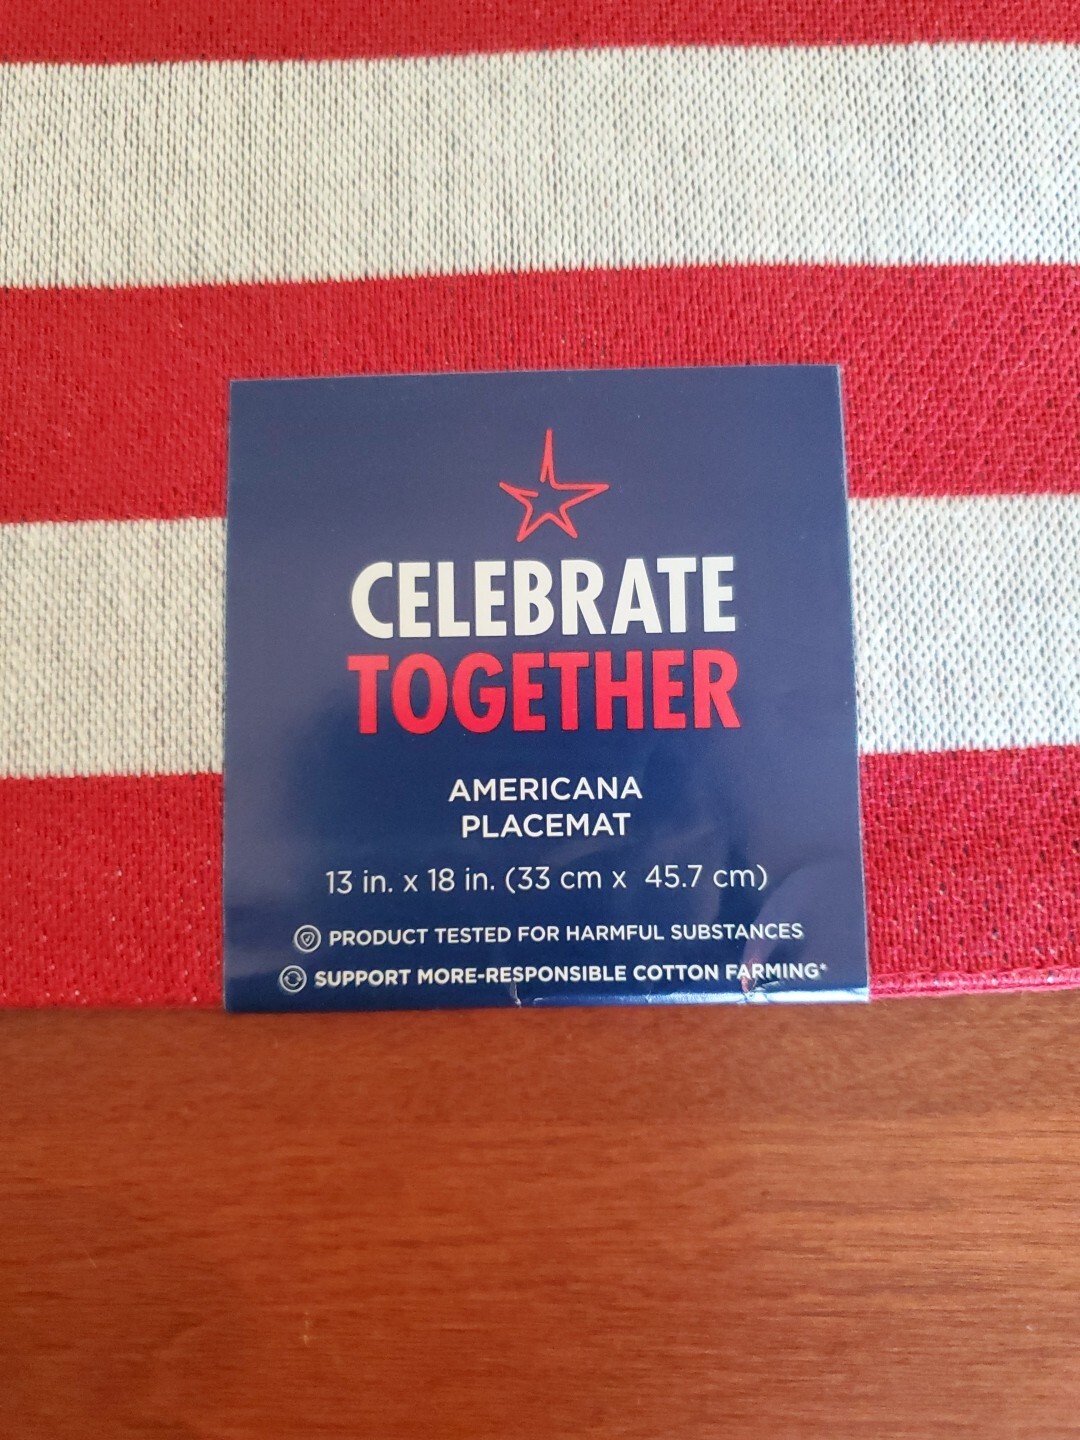 CELEBRATE
TOGETHER
AMERICANA
PLACEMAT
13 in. x 18 in. (33 cm x 45.7 cm)
PRODUCT TESTED FOR HARMFUL SUBSTANCES
SUPPORT MORE-RESPONSIBLE COTTON FARMING*